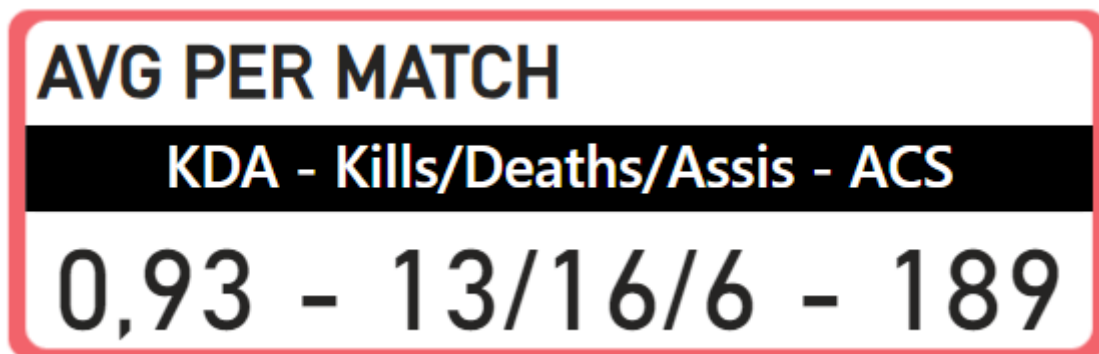 AVG PER MATCH
KDA - Kills/Deaths/Assis - ACS
0,93 - 13/16/6 - 189